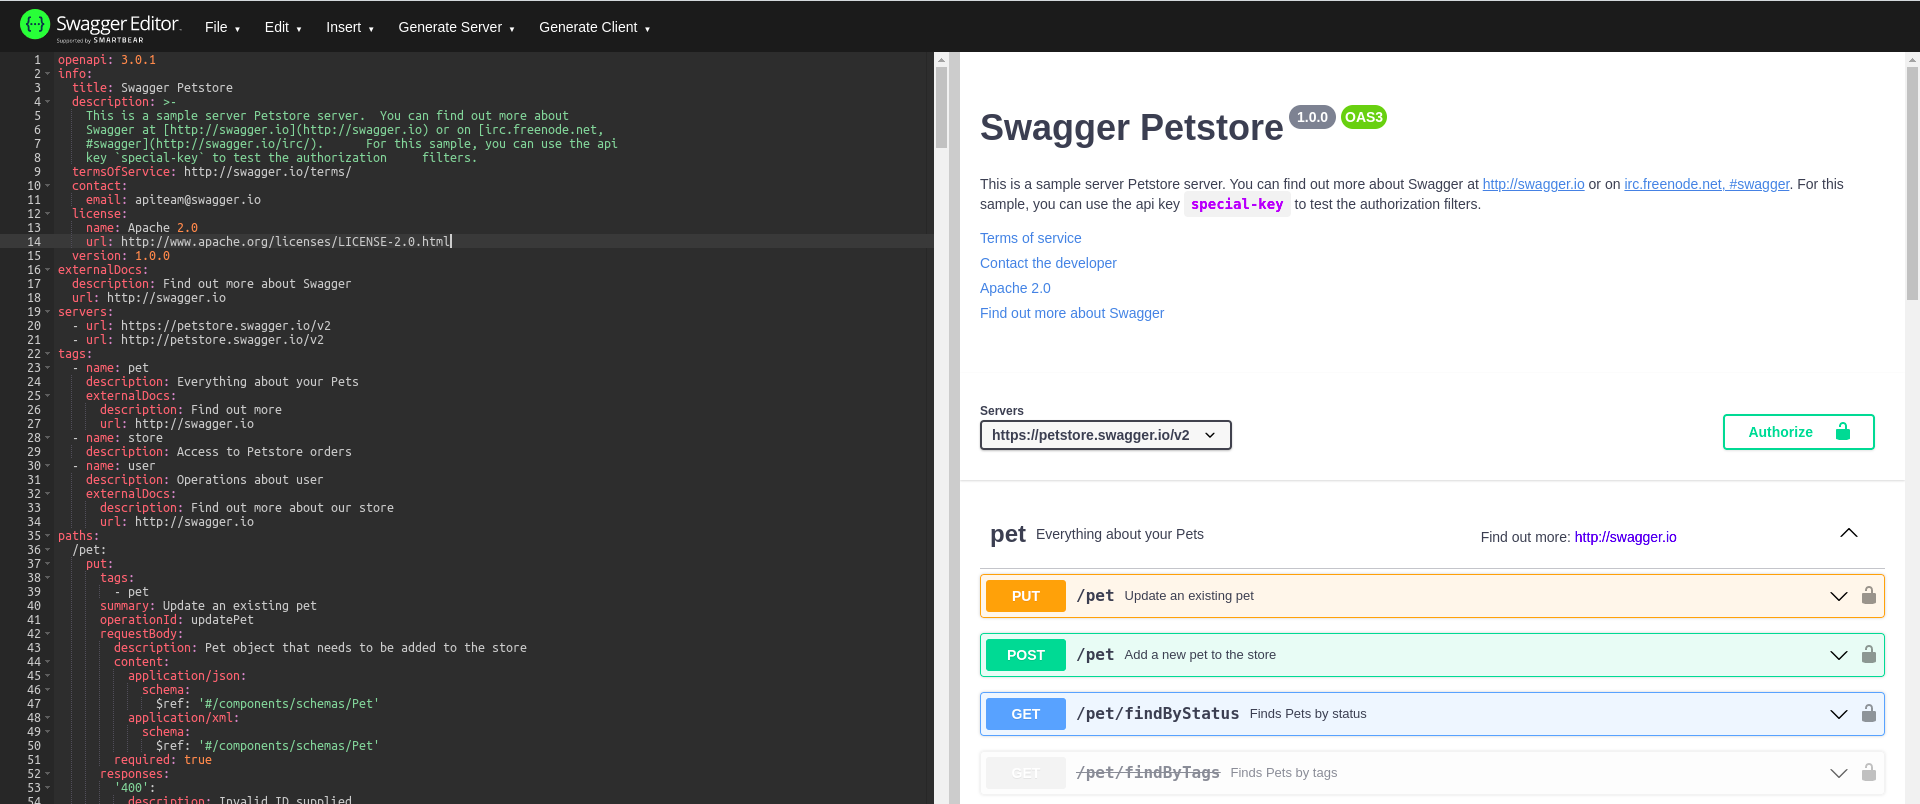 Swagger Editor
Supported by SMARTBEAR
File
Edit
Insert
Generate Server
Generate Client
1 openapi: 3.0.1
2 info:
3 title: Swagger Petstore
4 description: >-
5 This is a sample server Petstore server.  You can find out more about
6 Swagger at [http://swagger.io](http://swagger.io) or on [irc.freenode.net,
7 #swagger](http://swagger.io/irc/).      For this sample, you can use the api
8 key `special-key` to test the authorization     filters.
9 termsOfService: http://swagger.io/terms/
10 contact:
11 email: apiteam@swagger.io
12 license:
13 name: Apache 2.0
14 url: http://www.apache.org/licenses/LICENSE-2.0.html
15 version: 1.0.0
16 externalDocs:
17 description: Find out more about Swagger
18 url: http://swagger.io
19 servers:
20 - url: https://petstore.swagger.io/v2
21 - url: http://petstore.swagger.io/v2
22 tags:
23 - name: pet
24 description: Everything about your Pets
25 externalDocs:
26 description: Find out more
27 url: http://swagger.io
28 - name: store
29 description: Access to Petstore orders
30 - name: user
31 description: Operations about user
32 externalDocs:
33 description: Find out more about our store
34 url: http://swagger.io
35 paths:
36 /pet:
37 put:
38 tags:
39 - pet
40 summary: Update an existing pet
41 operationId: updatePet
42 requestBody:
43 description: Pet object that needs to be added to the store
44 content:
45 application/json:
46 schema:
47 $ref: '#/components/schemas/Pet'
48 application/xml:
49 schema:
50 $ref: '#/components/schemas/Pet'
51 required: true
52 responses:
53 '400':
54 description: Invalid ID supplied
Swagger Petstore 1.0.0 OAS3
This is a sample server Petstore server. You can find out more about Swagger at http://swagger.io or on irc.freenode.net, #swagger. For this
sample, you can use the api key special-key to test the authorization filters.
Terms of service
Contact the developer
Apache 2.0
Find out more about Swagger
Servers
https://petstore.swagger.io/v2
Authorize
pet Everything about your Pets Find out more: http://swagger.io
PUT /pet Update an existing pet
POST /pet Add a new pet to the store
GET /pet/findByStatus Finds Pets by status
GET /pet/findByTags Finds Pets by tags